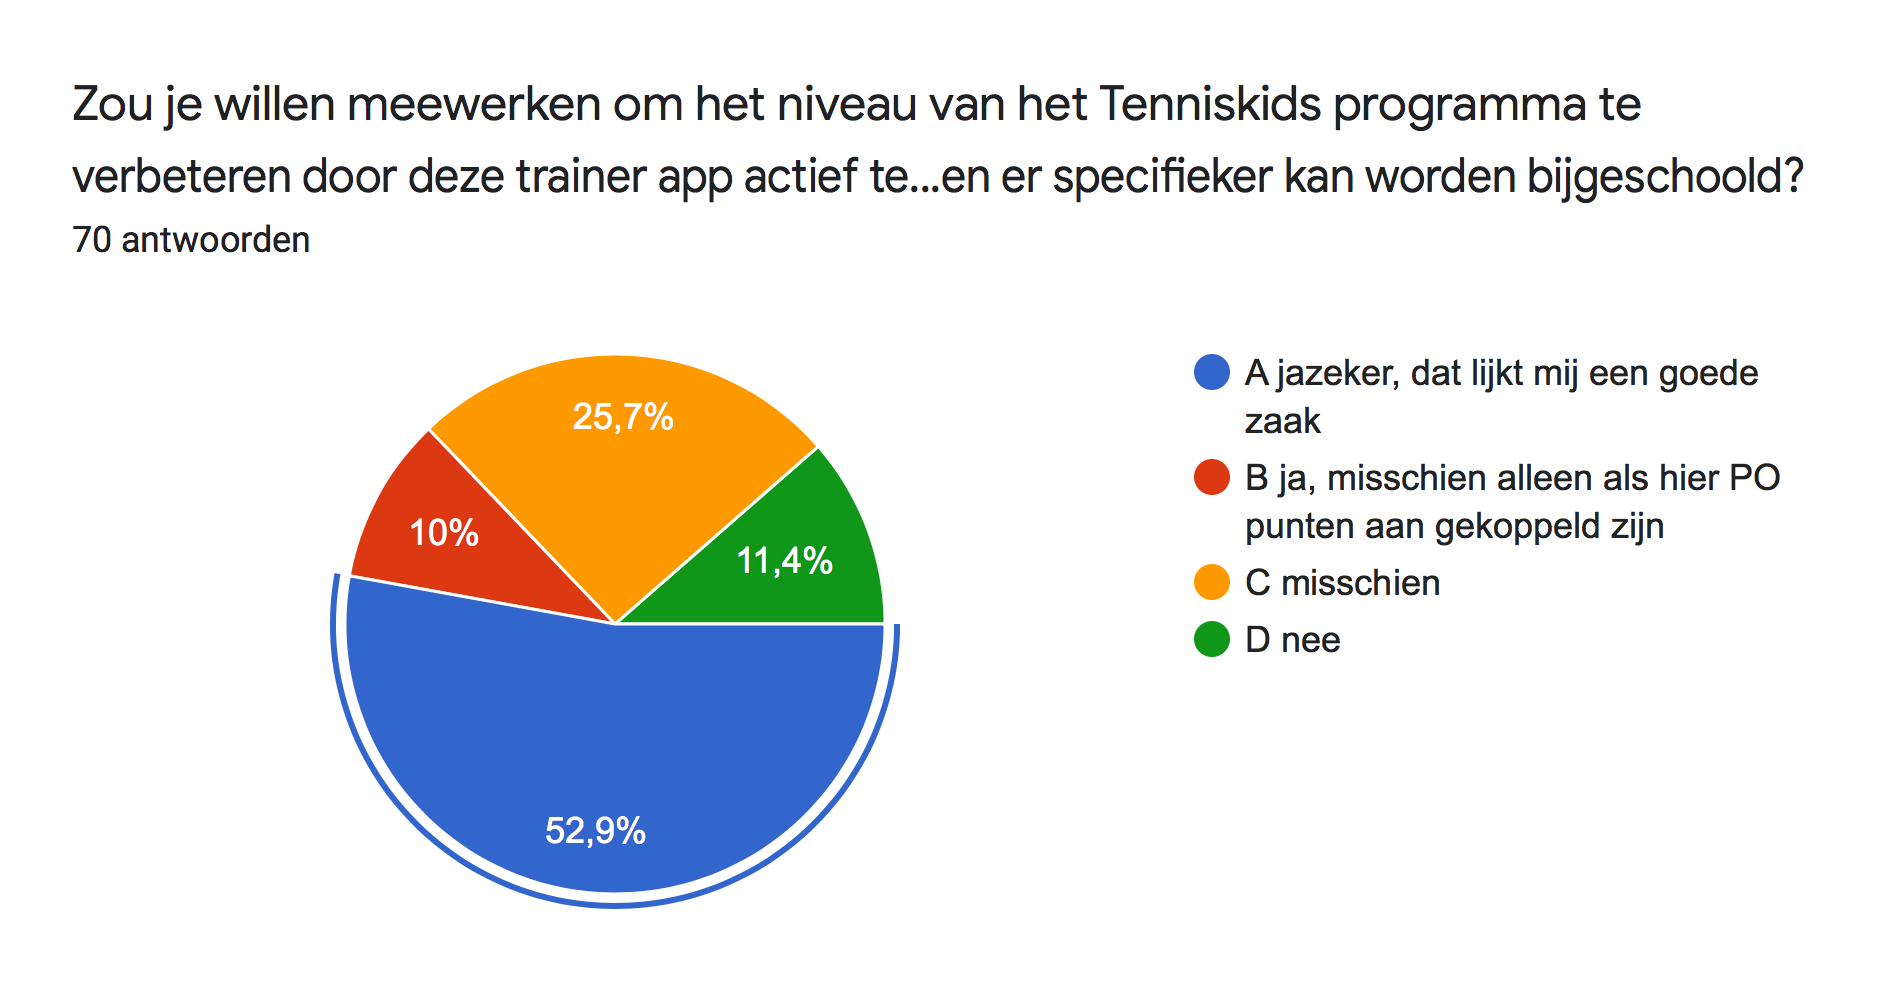 Zou je willen meewerken om het niveau van het Tenniskids programma te
verbeteren door deze trainer app actief te...en er specifieker kan worden bijgeschoold?
70 antwoorden
25,7%
10%
11,4%
52,9%
A jazeker, dat lijkt mij een goede
zaak
B ja, misschien alleen als hier PO
punten aan gekoppeld zijn
C misschien
D nee